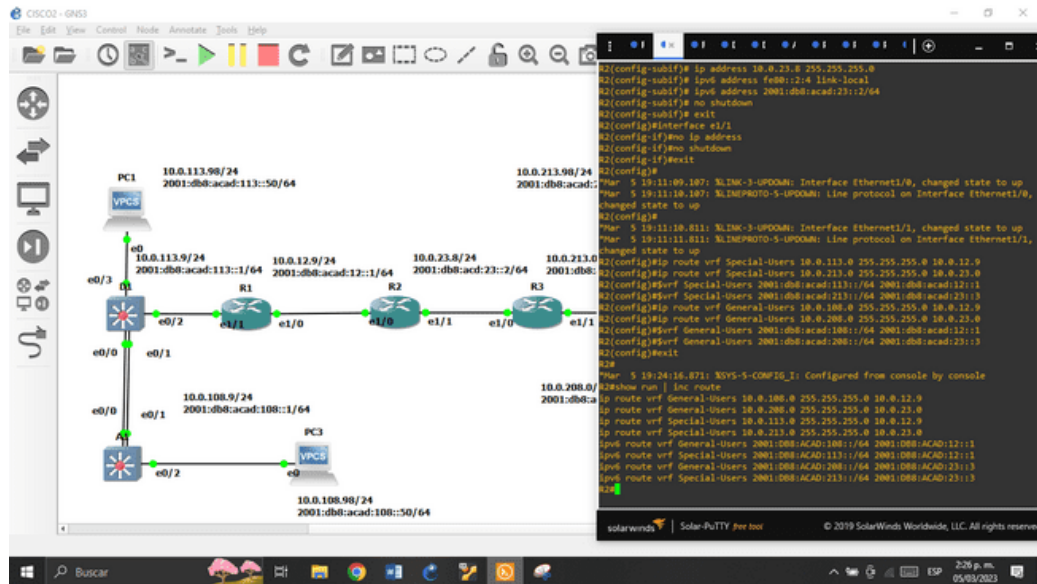 CISCO2 - GNS3
File Edit View Control Node Annotate Tools Help
PC1
10.0.113.98/24
2001:db8:acad:113::50/64
VPCS
e0
10.0.113.9/24
2001:db8:acad:113::1/64
e0/3
e0/2
e0/0
e0/1
10.0.12.9/24
2001:db8:acd:12::1/64
R1
e1/1
e1/0
10.0.23.8/24
2001:db8:acd:23::2/64
R2
e1/0
e1/1
10.0.213.98/24
2001:db8:acad:2
10.0.213.0
2001:db8:
R3
e1/0
e1/1
10.0.208.0/
2001:db8:a
10.0.108.9/24
2001:db8:acad:108::1/64
e0/0
e0/1
e0/2
PC3
VPCS
10.0.108.98/24
2001:db8:acad:108::50/64
R2(config-subif)# ip address 10.0.23.8 255.255.255.0
R2(config-subif)# ipv6 address fe80::2:4 link-local
R2(config-subif)# ipv6 address 2001:db8:acad:23::2/64
R2(config-subif)# no shutdown
R2(config-subif)# exit
R2(config)#interface e1/1
R2(config-if)#no ip address
R2(config-if)#no shutdown
R2(config-if)#exit
R2(config)#
*Mar 5 19:11:09.107: %LINK-3-UPDOWN: Interface Ethernet1/0, changed state to up
*Mar 5 19:11:10.107: %LINEPROTO-5-UPDOWN: Line protocol on Interface Ethernet1/0,
changed state to up
R2(config)#
*Mar 5 19:11:10.811: %LINK-3-UPDOWN: Interface Ethernet1/1, changed state to up
*Mar 5 19:11:11.811: %LINEPROTO-5-UPDOWN: Line protocol on Interface Ethernet1/1,
changed state to up
R2(config)#ip route vrf Special-Users 10.0.113.0 255.255.255.0 10.0.12.9
R2(config)#ip route vrf Special-Users 10.0.213.0 255.255.255.0 10.0.23.0
R2(config)#$vrf Special-Users 2001:db8:acad:113::/64 2001:db8:acad:12::1
R2(config)#$vrf Special-Users 2001:db8:acad:213::/64 2001:db8:acad:23::3
R2(config)#ip route vrf General-Users 10.0.108.0 255.255.255.0 10.0.12.9
R2(config)#ip route vrf General-Users 10.0.208.0 255.255.255.0 10.0.23.0
R2(config)#$vrf General-Users 2001:db8:acad:108::/64 2001:db8:acad:12::1
R2(config)#$vrf General-Users 2001:db8:acad:208::/64 2001:db8:acad:23::3
R2(config)#exit
R2#
*Mar 5 19:24:16.871: %SYS-5-CONFIG_I: Configured from console by console
R2#show run | inc route
ip route vrf General-Users 10.0.108.0 255.255.255.0 10.0.12.9
ip route vrf General-Users 10.0.208.0 255.255.255.0 10.0.23.0
ip route vrf Special-Users 10.0.113.0 255.255.255.0 10.0.12.9
ip route vrf Special-Users 10.0.213.0 255.255.255.0 10.0.23.0
ipv6 route vrf General-Users 2001:DB8:ACAD:108::/64 2001:DB8:ACAD:12::1
ipv6 route vrf Special-Users 2001:DB8:ACAD:113::/64 2001:DB8:ACAD:12::1
ipv6 route vrf General-Users 2001:DB8:ACAD:208::/64 2001:DB8:ACAD:23::3
ipv6 route vrf Special-Users 2001:DB8:ACAD:213::/64 2001:DB8:ACAD:23::3
R2#
solarwinds Solar-PuTTY free tool © 2019 SolarWinds Worldwide, LLC. All rights reserve
Buscar
ESP
2:26 p. m.
05/03/2023